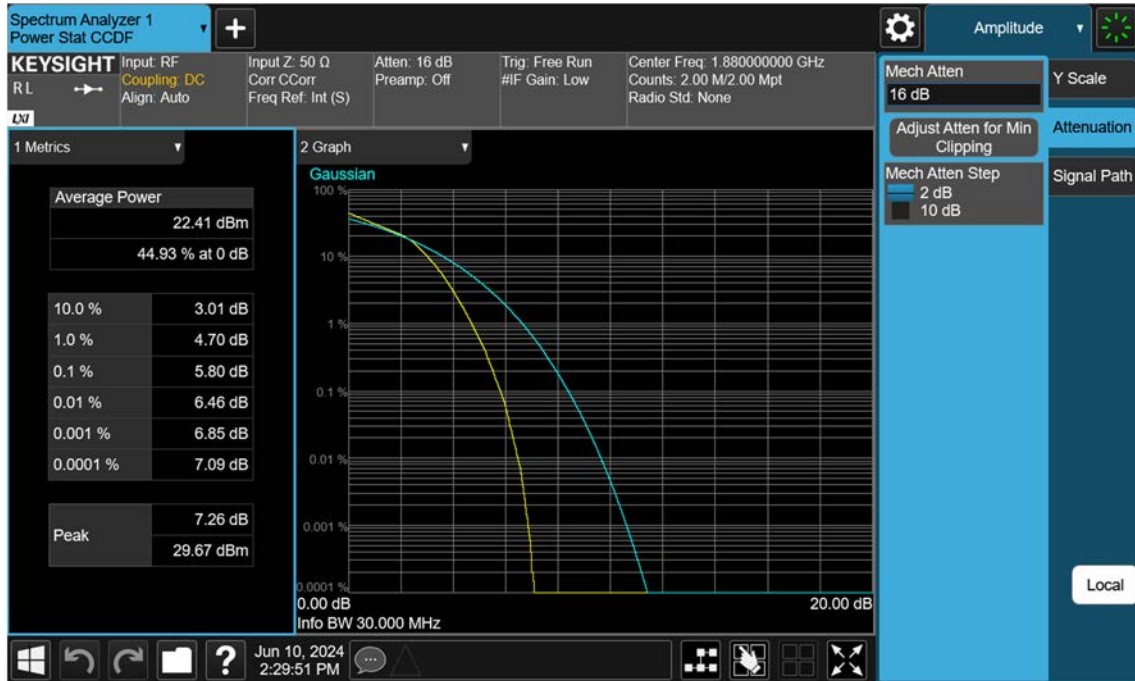 Spectrum Analyzer 1
Power Stat CCDF
Amplitude
KEYSIGHT
R L
LXI
Input: RF
Coupling: DC
Align: Auto
Input Z: 50 Ω
Corr CCorr
Freq Ref: Int (S)
Atten: 16 dB
Preamp: Off
Trig: Free Run
#IF Gain: Low
Center Freq: 1.880000000 GHz
Counts: 2.00 M/2.00 Mpt
Radio Std: None
Mech Atten
16 dB
Adjust Atten for Min
Clipping
Mech Atten Step
2 dB
10 dB
Y Scale
Attenuation
Signal Path
1 Metrics
Average Power
22.41 dBm
44.93 % at 0 dB
10.0 % 3.01 dB
1.0 % 4.70 dB
0.1 % 5.80 dB
0.01 % 6.46 dB
0.001 % 6.85 dB
0.0001 % 7.09 dB
Peak
7.26 dB
29.67 dBm
2 Graph
Gaussian
100 %
10 %
1 %
0.1 %
0.01 %
0.001 %
0.0001 %
0.00 dB 20.00 dB
Info BW 30.000 MHz
Local
?
Jun 10, 2024
2:29:51 PM